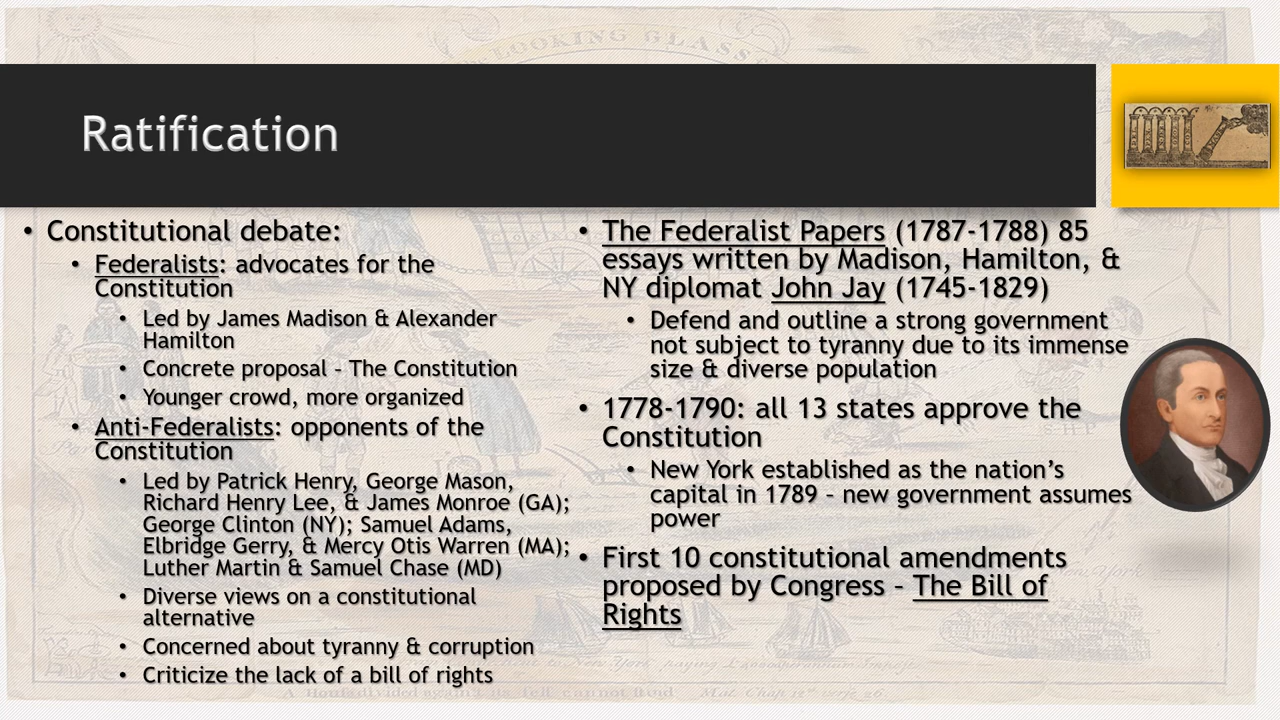 LOOKING GLASS
Ratification
• Constitutional debate:
• Federalists: advocates for the
Constitution
• Led by James Madison & Alexander
Hamilton
• Concrete proposal – The Constitution
• Younger crowd, more organized
• Anti-Federalists: opponents of the
Constitution
• Led by Patrick Henry, George Mason,
Richard Henry Lee, & James Monroe (GA);
George Clinton (NY); Samuel Adams,
Elbridge Gerry, & Mercy Otis Warren (MA);
Luther Martin & Samuel Chase (MD)
• Diverse views on a constitutional
alternative
• Concerned about tyranny & corruption
• Criticize the lack of a bill of rights
• The Federalist Papers (1787-1788) 85
essays written by Madison, Hamilton, &
NY diplomat John Jay (1745-1829)
• Defend and outline a strong government
not subject to tyranny due to its immense
size & diverse population
• 1778-1790: all 13 states approve the
Constitution
• New York established as the nation’s
capital in 1789 – new government assumes
power
• First 10 constitutional amendments
proposed by Congress – The Bill of
Rights